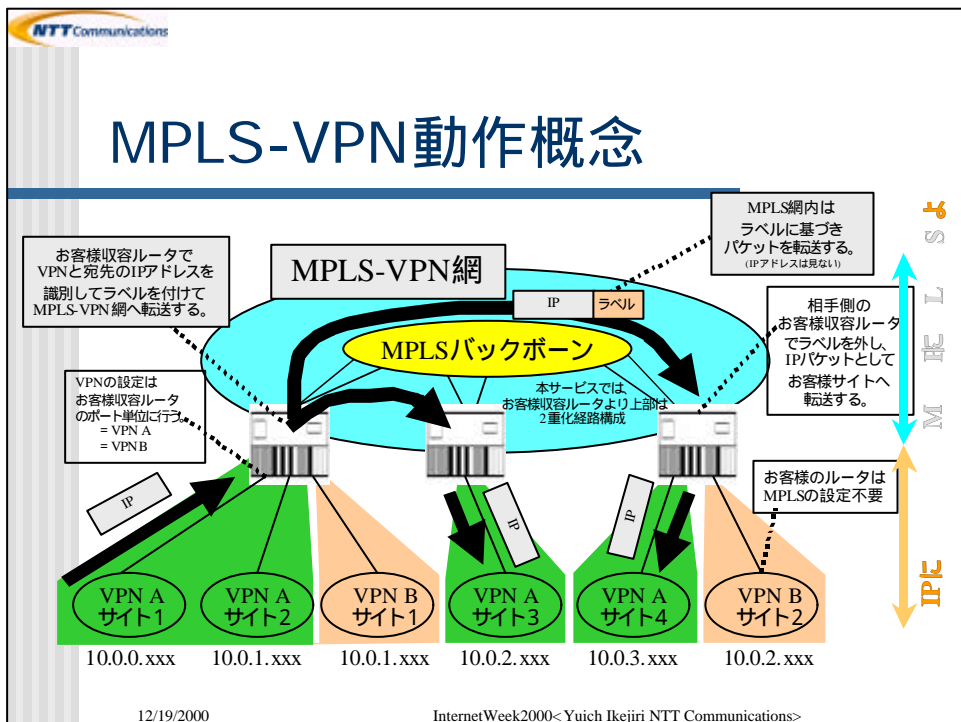 NTT Communications
MPLS-VPN動作概念
MPLS網内は
ラベルに基づき
パケットを転送する。
(IPアドレスは見ない)
お客様収容ルータで
VPNと宛先のIPアドレスを
識別してラベルを付けて
MPLS-VPN網へ転送する。
MPLS-VPN網
IP
ラベル
相手側の
お客様収容ルータ
でラベルを外し、
IPパケットとして
お客様サイトへ
転送する。
MPLSバックボーン
VPNの設定は
お客様収容ルータ
のポート単位に行う。
= VPN A
= VPN B
本サービスでは、
お客様収容ルータより上部は
2重化経路構成
お客様のルータは
MPLSの設定不要
IP
IP
IP
VPN A
サイト1
VPN A
サイト2
VPN B
サイト1
VPN A
サイト3
VPN A
サイト4
VPN B
サイト2
10.0.0.xxx
10.0.1.xxx
10.0.1.xxx
10.0.2.xxx
10.0.3.xxx
10.0.2.xxx
IPに
12/19/2000
InternetWeek2000<Yuich Ikejiri NTT Communications>